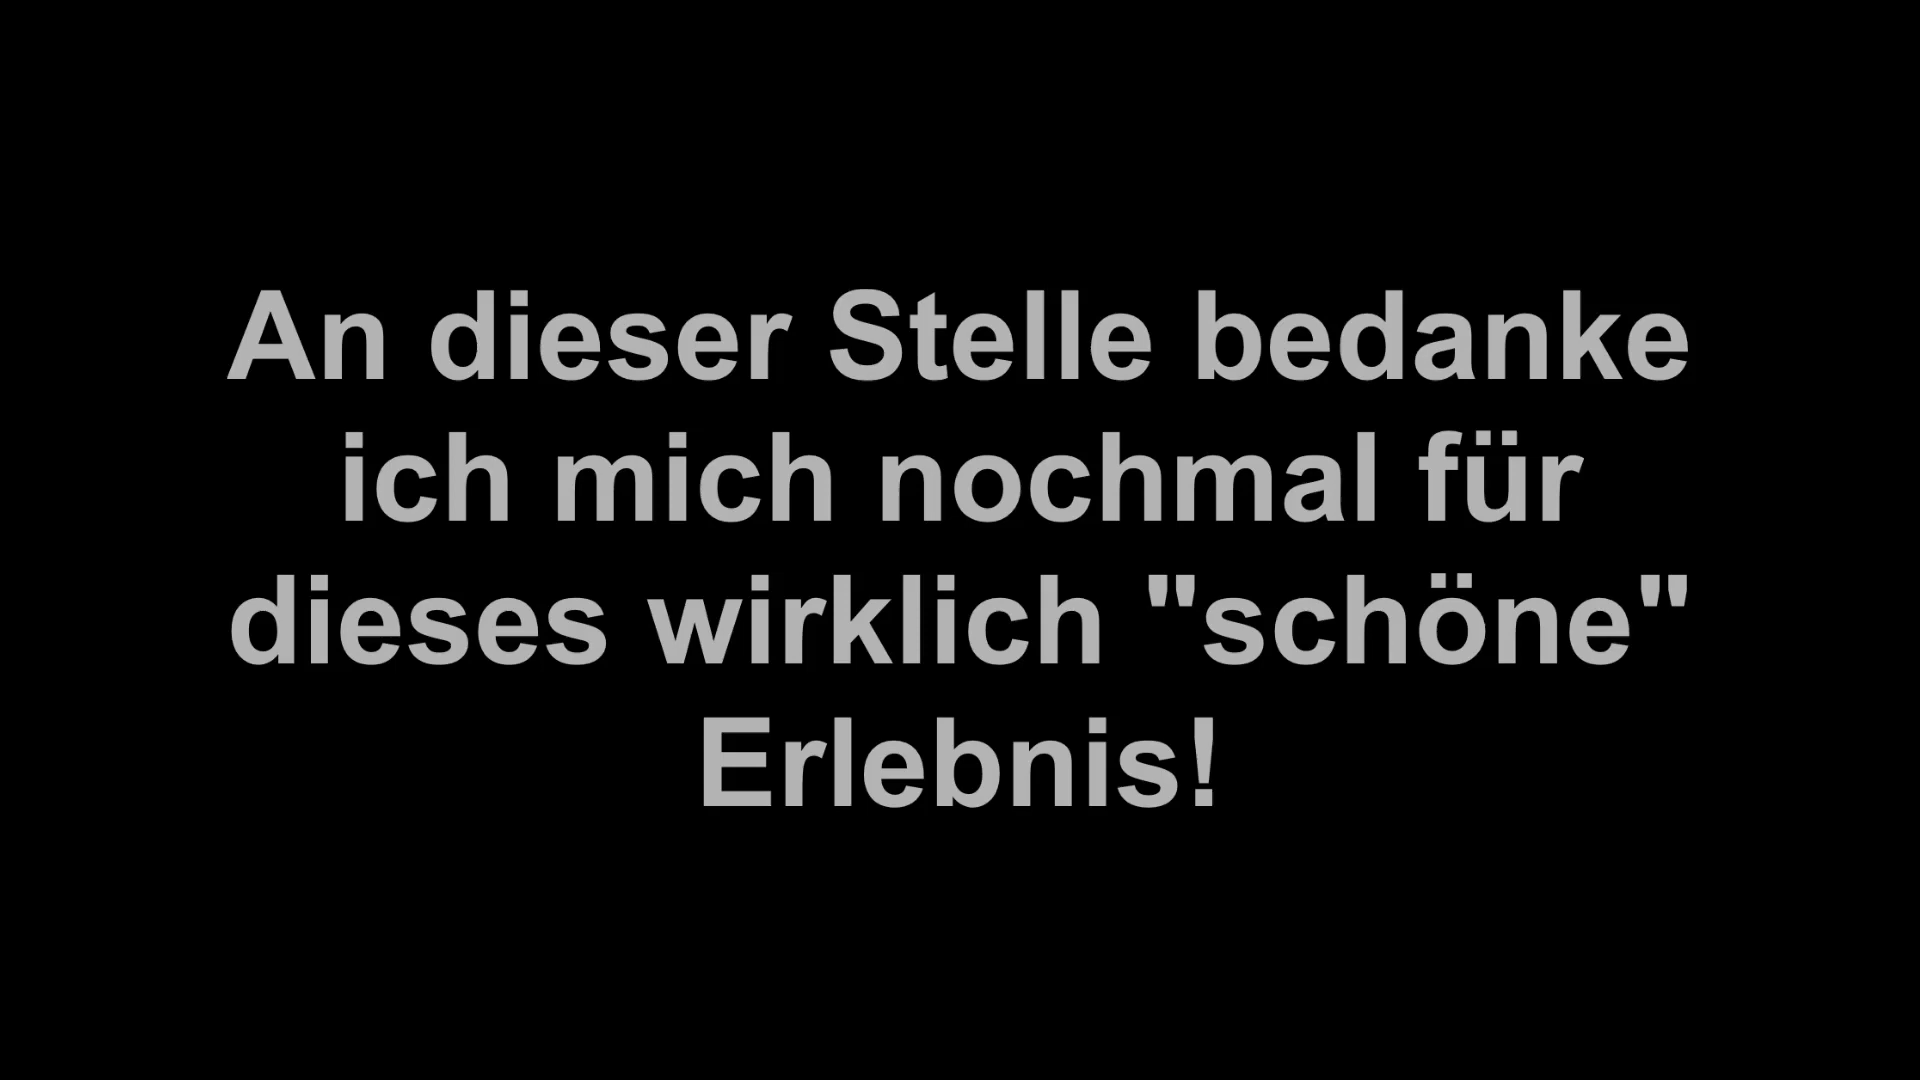 An dieser Stelle bedanke
ich mich nochmal für
dieses wirklich "schöne"
Erlebnis!